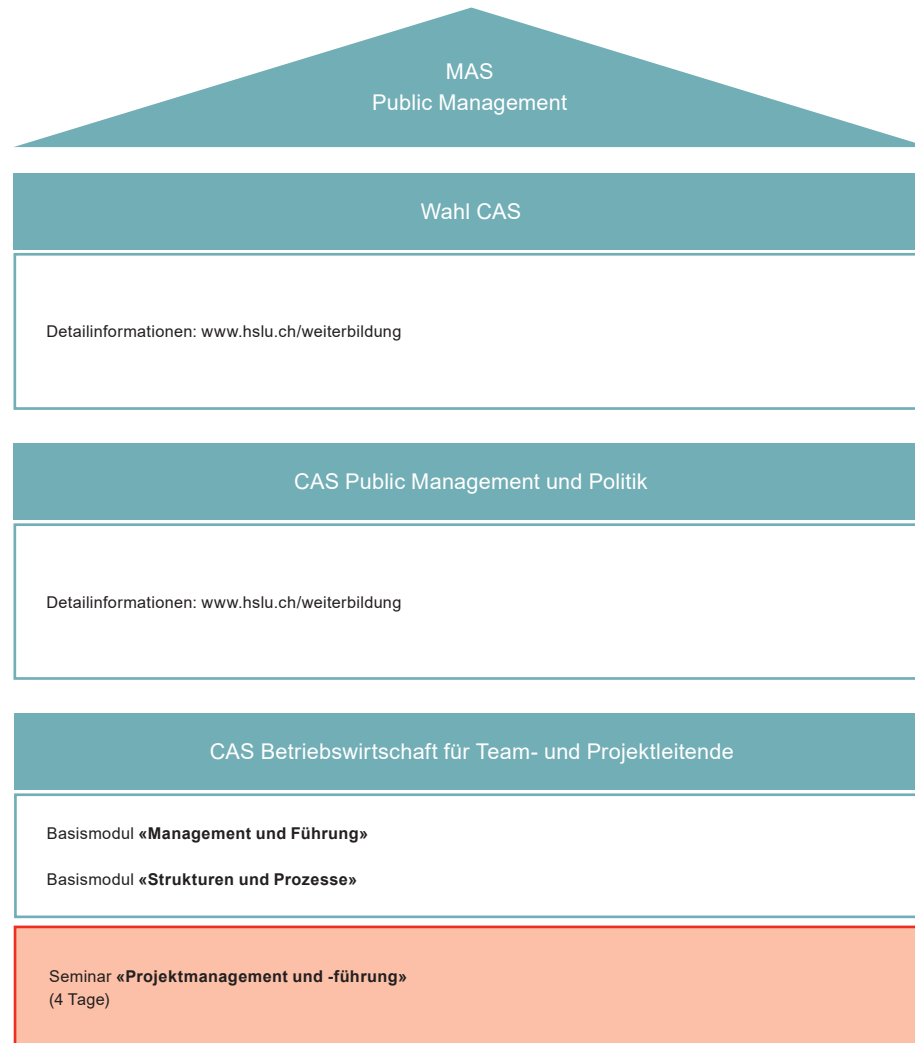 MAS
Public Management
Wahl CAS
Detailinformationen: www.hslu.ch/weiterbildung
CAS Public Management und Politik
Detailinformationen: www.hslu.ch/weiterbildung
CAS Betriebswirtschaft für Team- und Projektleitende
Basismodul «Management und Führung»
Basismodul «Strukturen und Prozesse»
Seminar «Projektmanagement und -führung»
(4 Tage)